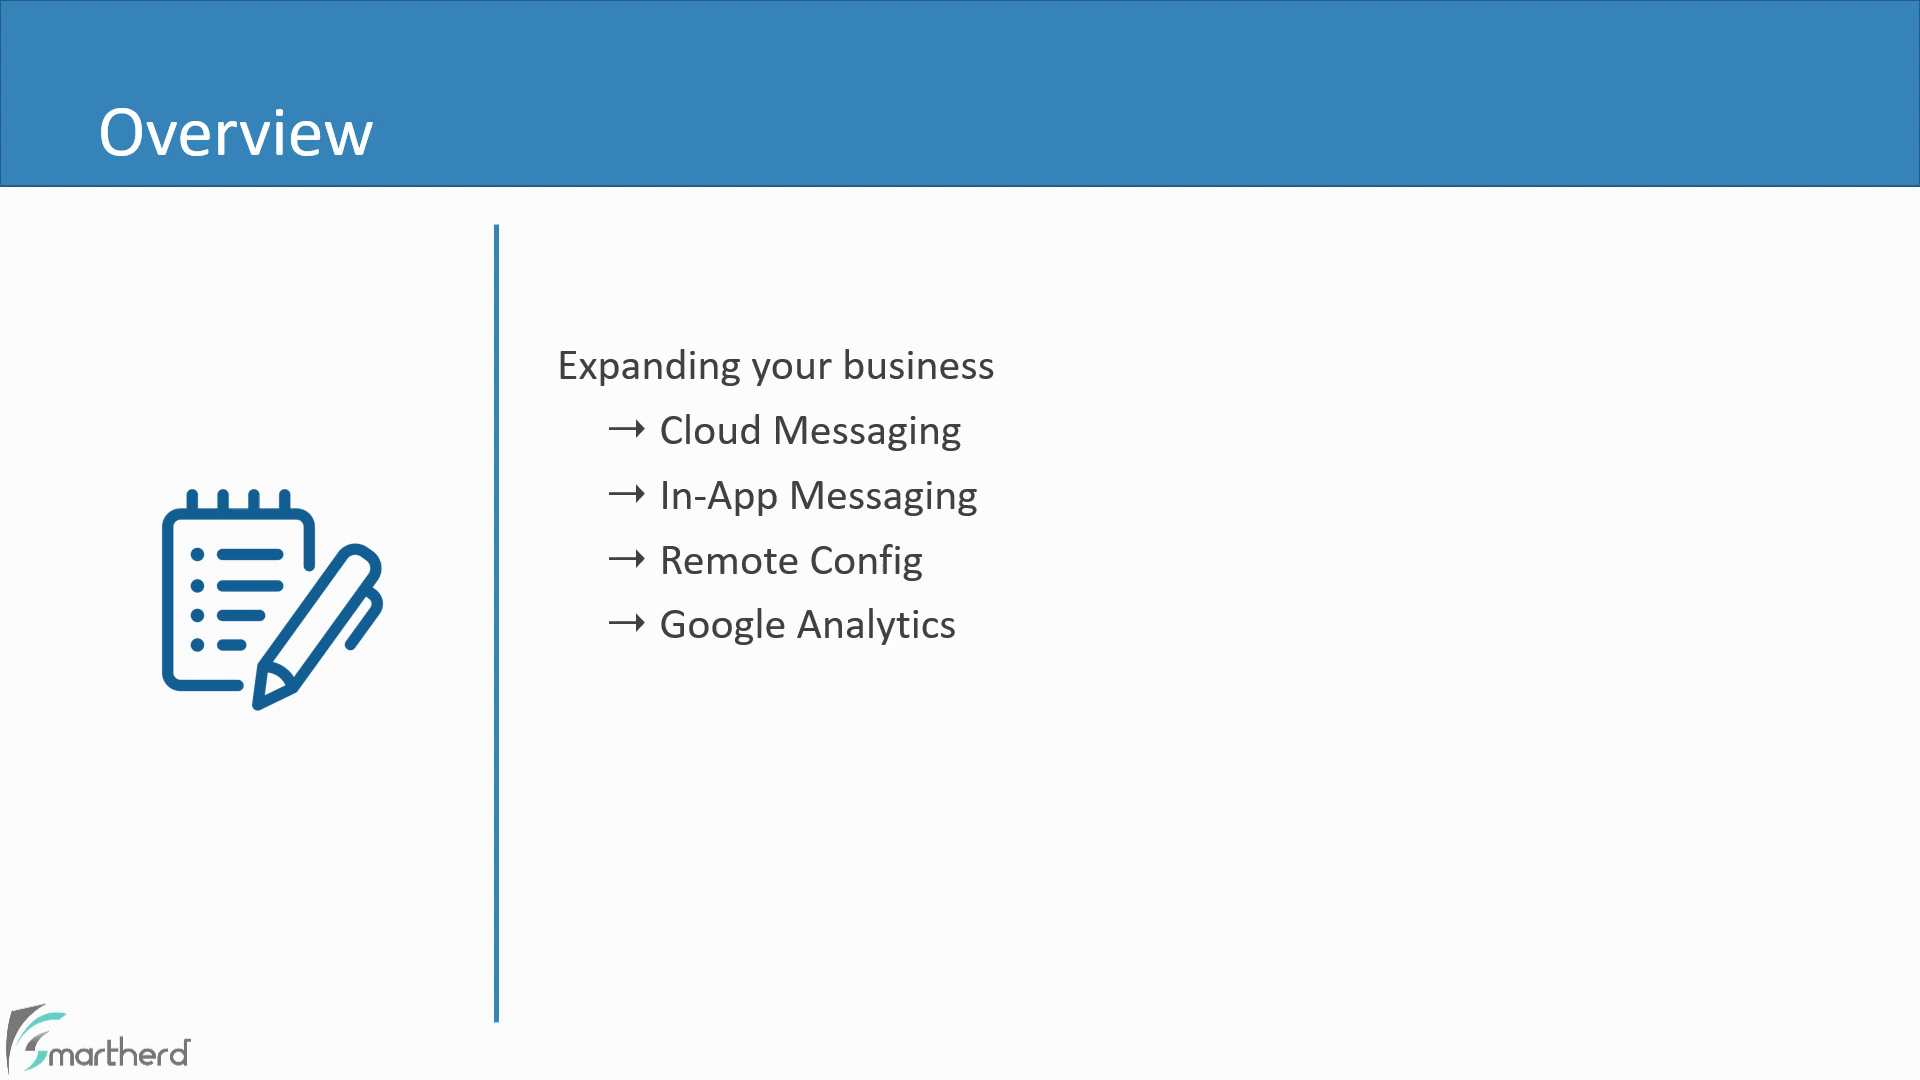 Overview
Expanding your business
→ Cloud Messaging
→ In-App Messaging
→ Remote Config
→ Google Analytics
Smartherd